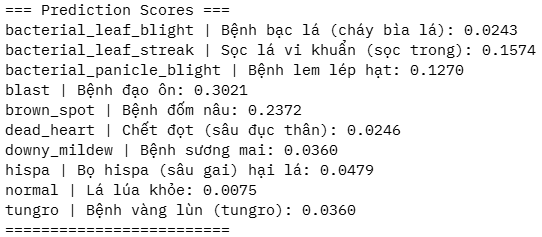 === Prediction Scores ===
bacterial_leaf_blight | Bệnh bạc lá (cháy bìa lá): 0.0243
bacterial_leaf_streak | Sọc lá vi khuẩn (sọc trong): 0.1574
bacterial_panicle_blight | Bệnh lem lép hạt: 0.1270
blast | Bệnh đạo ôn: 0.3021
brown_spot | Bệnh đốm nâu: 0.2372
dead_heart | Chết đọt (sâu đục thân): 0.0246
downy_mildew | Bệnh sương mai: 0.0360
hispa | Bọ hispa (sâu gai) hại lá: 0.0479
normal | Lá lúa khỏe: 0.0075
tungro | Bệnh vàng lùn (tungro): 0.0360
=========================